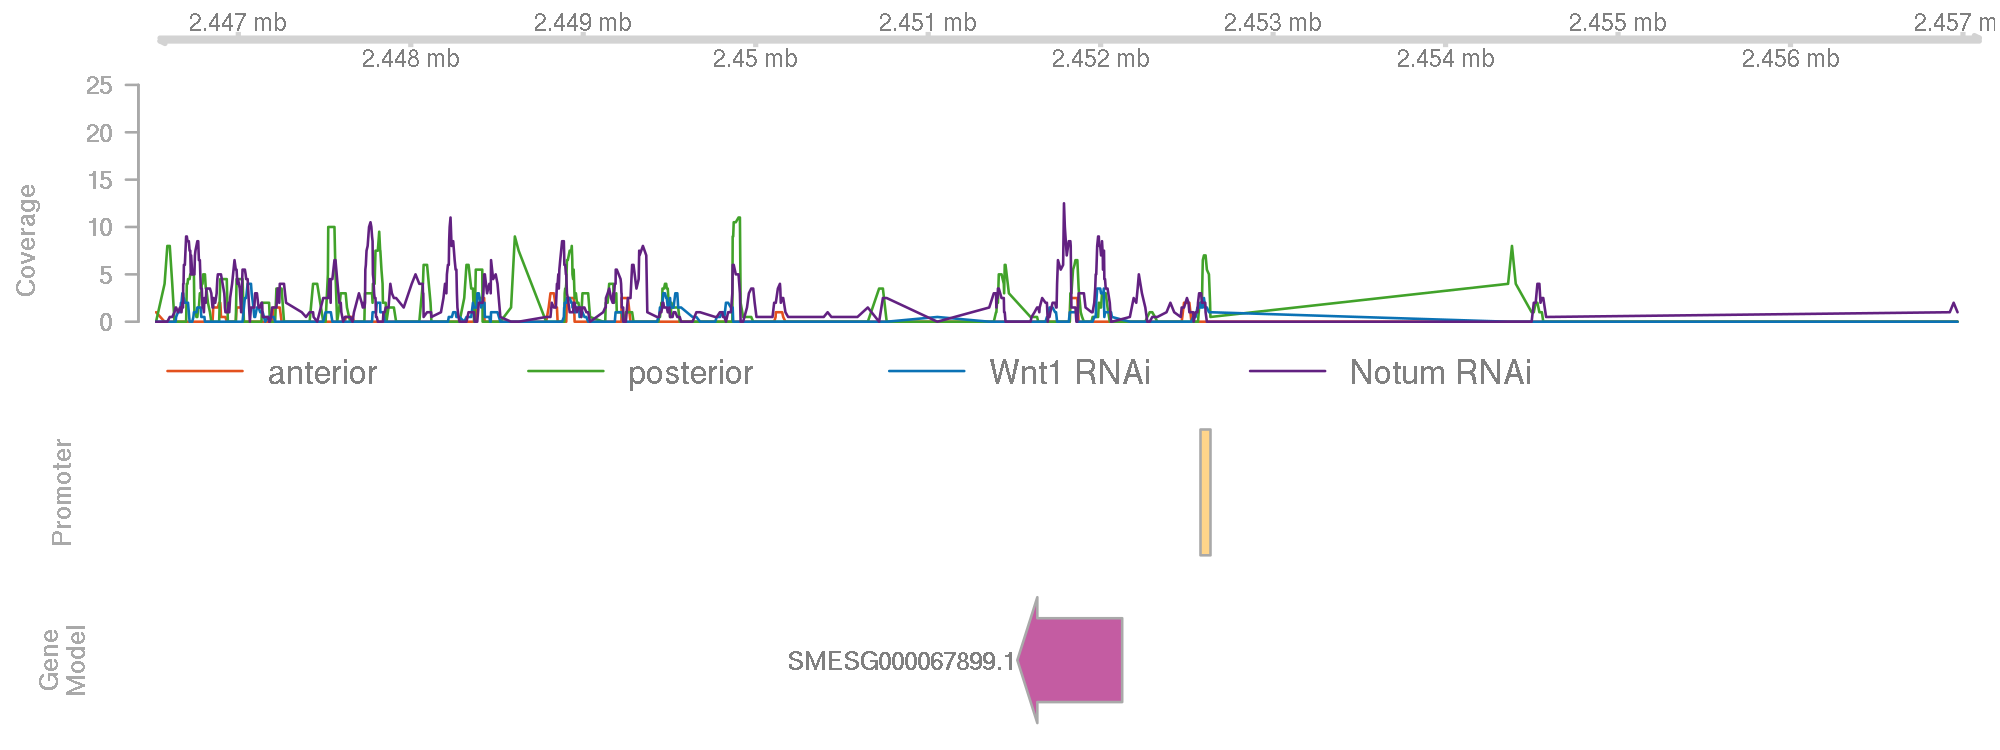 2.447 mb 2.449 mb 2.451 mb 2.453 mb 2.455 mb 2.457 m
2.448 mb 2.45 mb 2.452 mb 2.454 mb 2.456 mb
25
20
15
10
5
0
Coverage
anterior posterior Wnt1 RNAi Notum RNAi
Promoter
Gene
Model
SMESG000067899.1